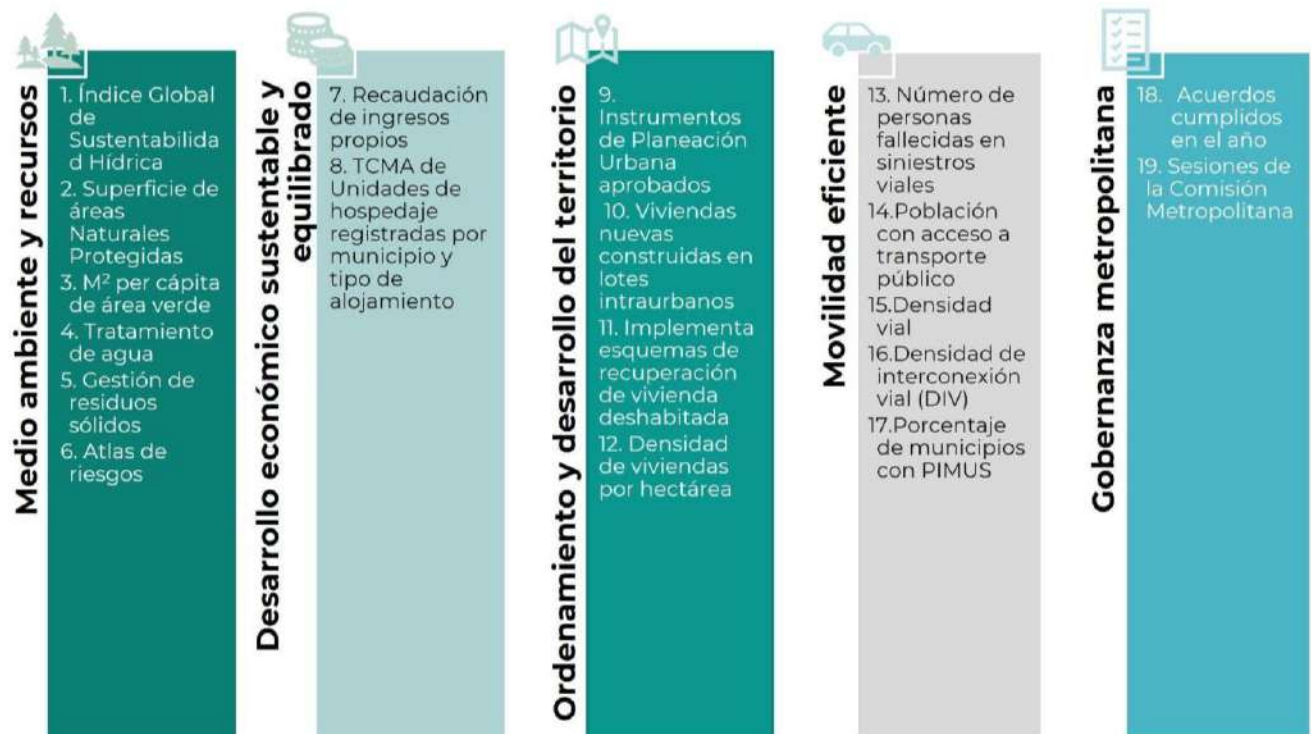 Medio ambiente y recursos
1. Índice Global
de
Sustentabilida
d Hídrica
2. Superficie de
áreas
Naturales
Protegidas
3. M² per cápita
de área verde
4. Tratamiento
de agua
5. Gestión de
residuos
sólidos
6. Atlas de
riesgos
Desarrollo económico sustentable y
equilibrado
7. Recaudación
de ingresos
propios
8. TCMA de
Unidades de
hospedaje
registradas por
municipio y
tipo de
alojamiento
Ordenamiento y desarrollo del territorio
9.
Instrumentos
de Planeación
Urbana
aprobados
10. Viviendas
nuevas
construidas en
lotes
intraurbanos
11. Implementa
esquemas de
recuperación
de vivienda
deshabitada
12. Densidad
de viviendas
por hectárea
Movilidad eficiente
13. Número de
personas
fallecidas en
siniestros
viales
14.Población
con acceso a
transporte
público
15.Densidad
vial
16.Densidad de
interconexión
vial (DIV)
17.Porcentaje
de municipios
con PIMUS
Gobernanza metropolitana
18. Acuerdos
cumplidos
en el año
19. Sesiones de
la Comisión
Metropolitana